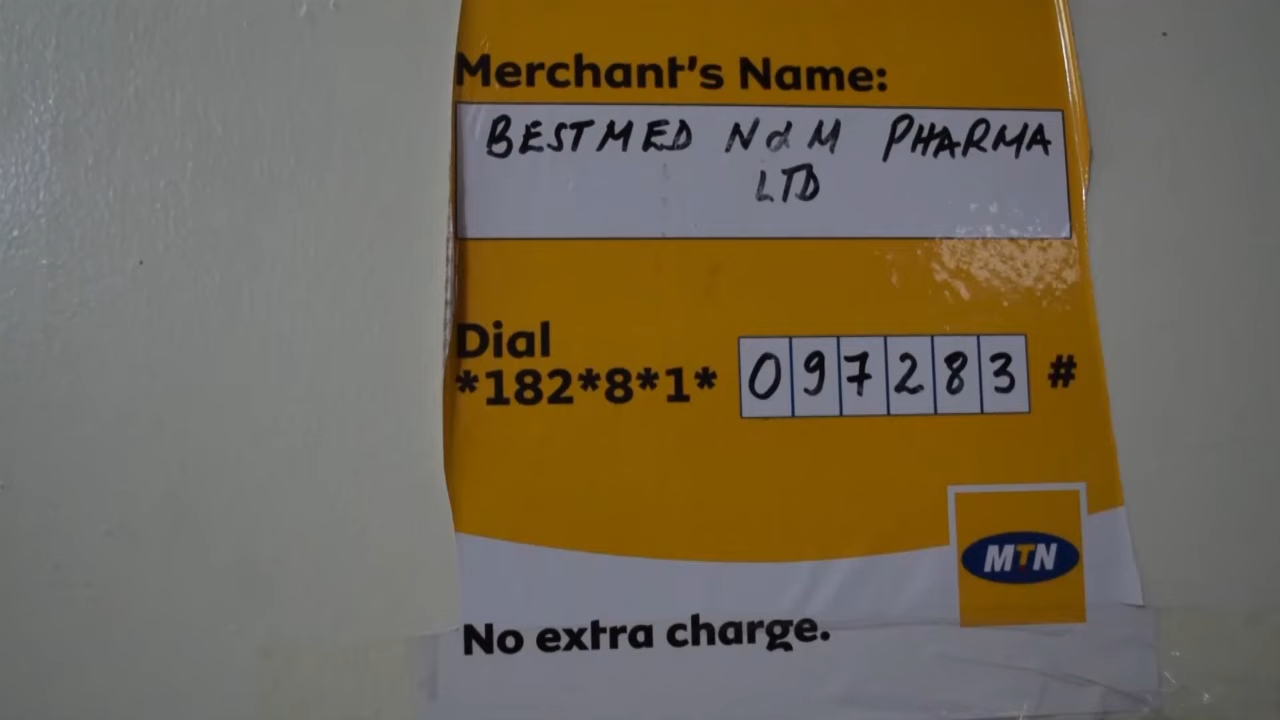 Merchant's Name:
BESTMED N&M PHARMA
LTD
Dial
*182*8*1* 097283 #
MTN
No extra charge.